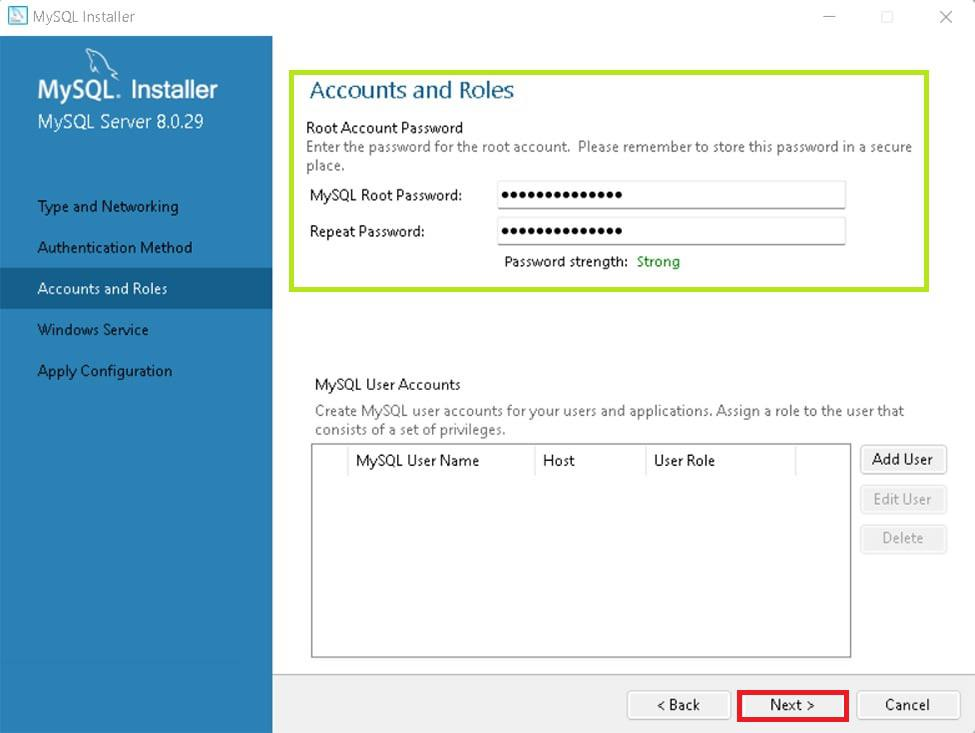 MySQL Installer
MySQL. Installer
MySQL Server 8.0.29
Type and Networking
Authentication Method
Accounts and Roles
Windows Service
Apply Configuration
Accounts and Roles
Root Account Password
Enter the password for the root account. Please remember to store this password in a secure
place.
MySQL Root Password: ••••••••••••••
Repeat Password: ••••••••••••••
Password strength: Strong
MySQL User Accounts
Create MySQL user accounts for your users and applications. Assign a role to the user that
consists of a set of privileges.
MySQL User Name Host User Role
Add User
Edit User
Delete
< Back Next > Cancel